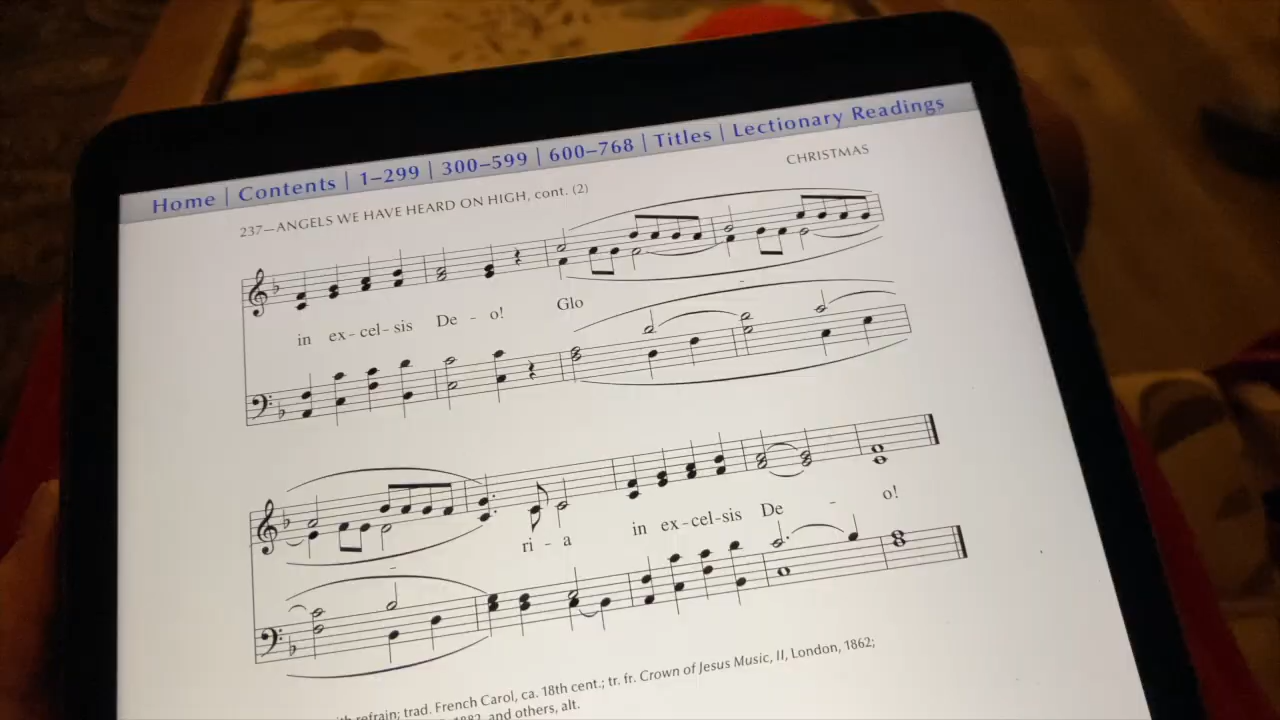 Home | Contents | 1–299 | 300–599 | 600–768 | Titles | Lectionary Readings
CHRISTMAS
237—ANGELS WE HAVE HEARD ON HIGH, cont. (2)
in ex-cel-sis De - o! Glo
-
ri - a in ex-cel-sis De - o!
-
refrain; trad. French Carol, ca. 18th cent.; tr. fr. Crown of Jesus Music, II, London, 1862;
and others, alt.